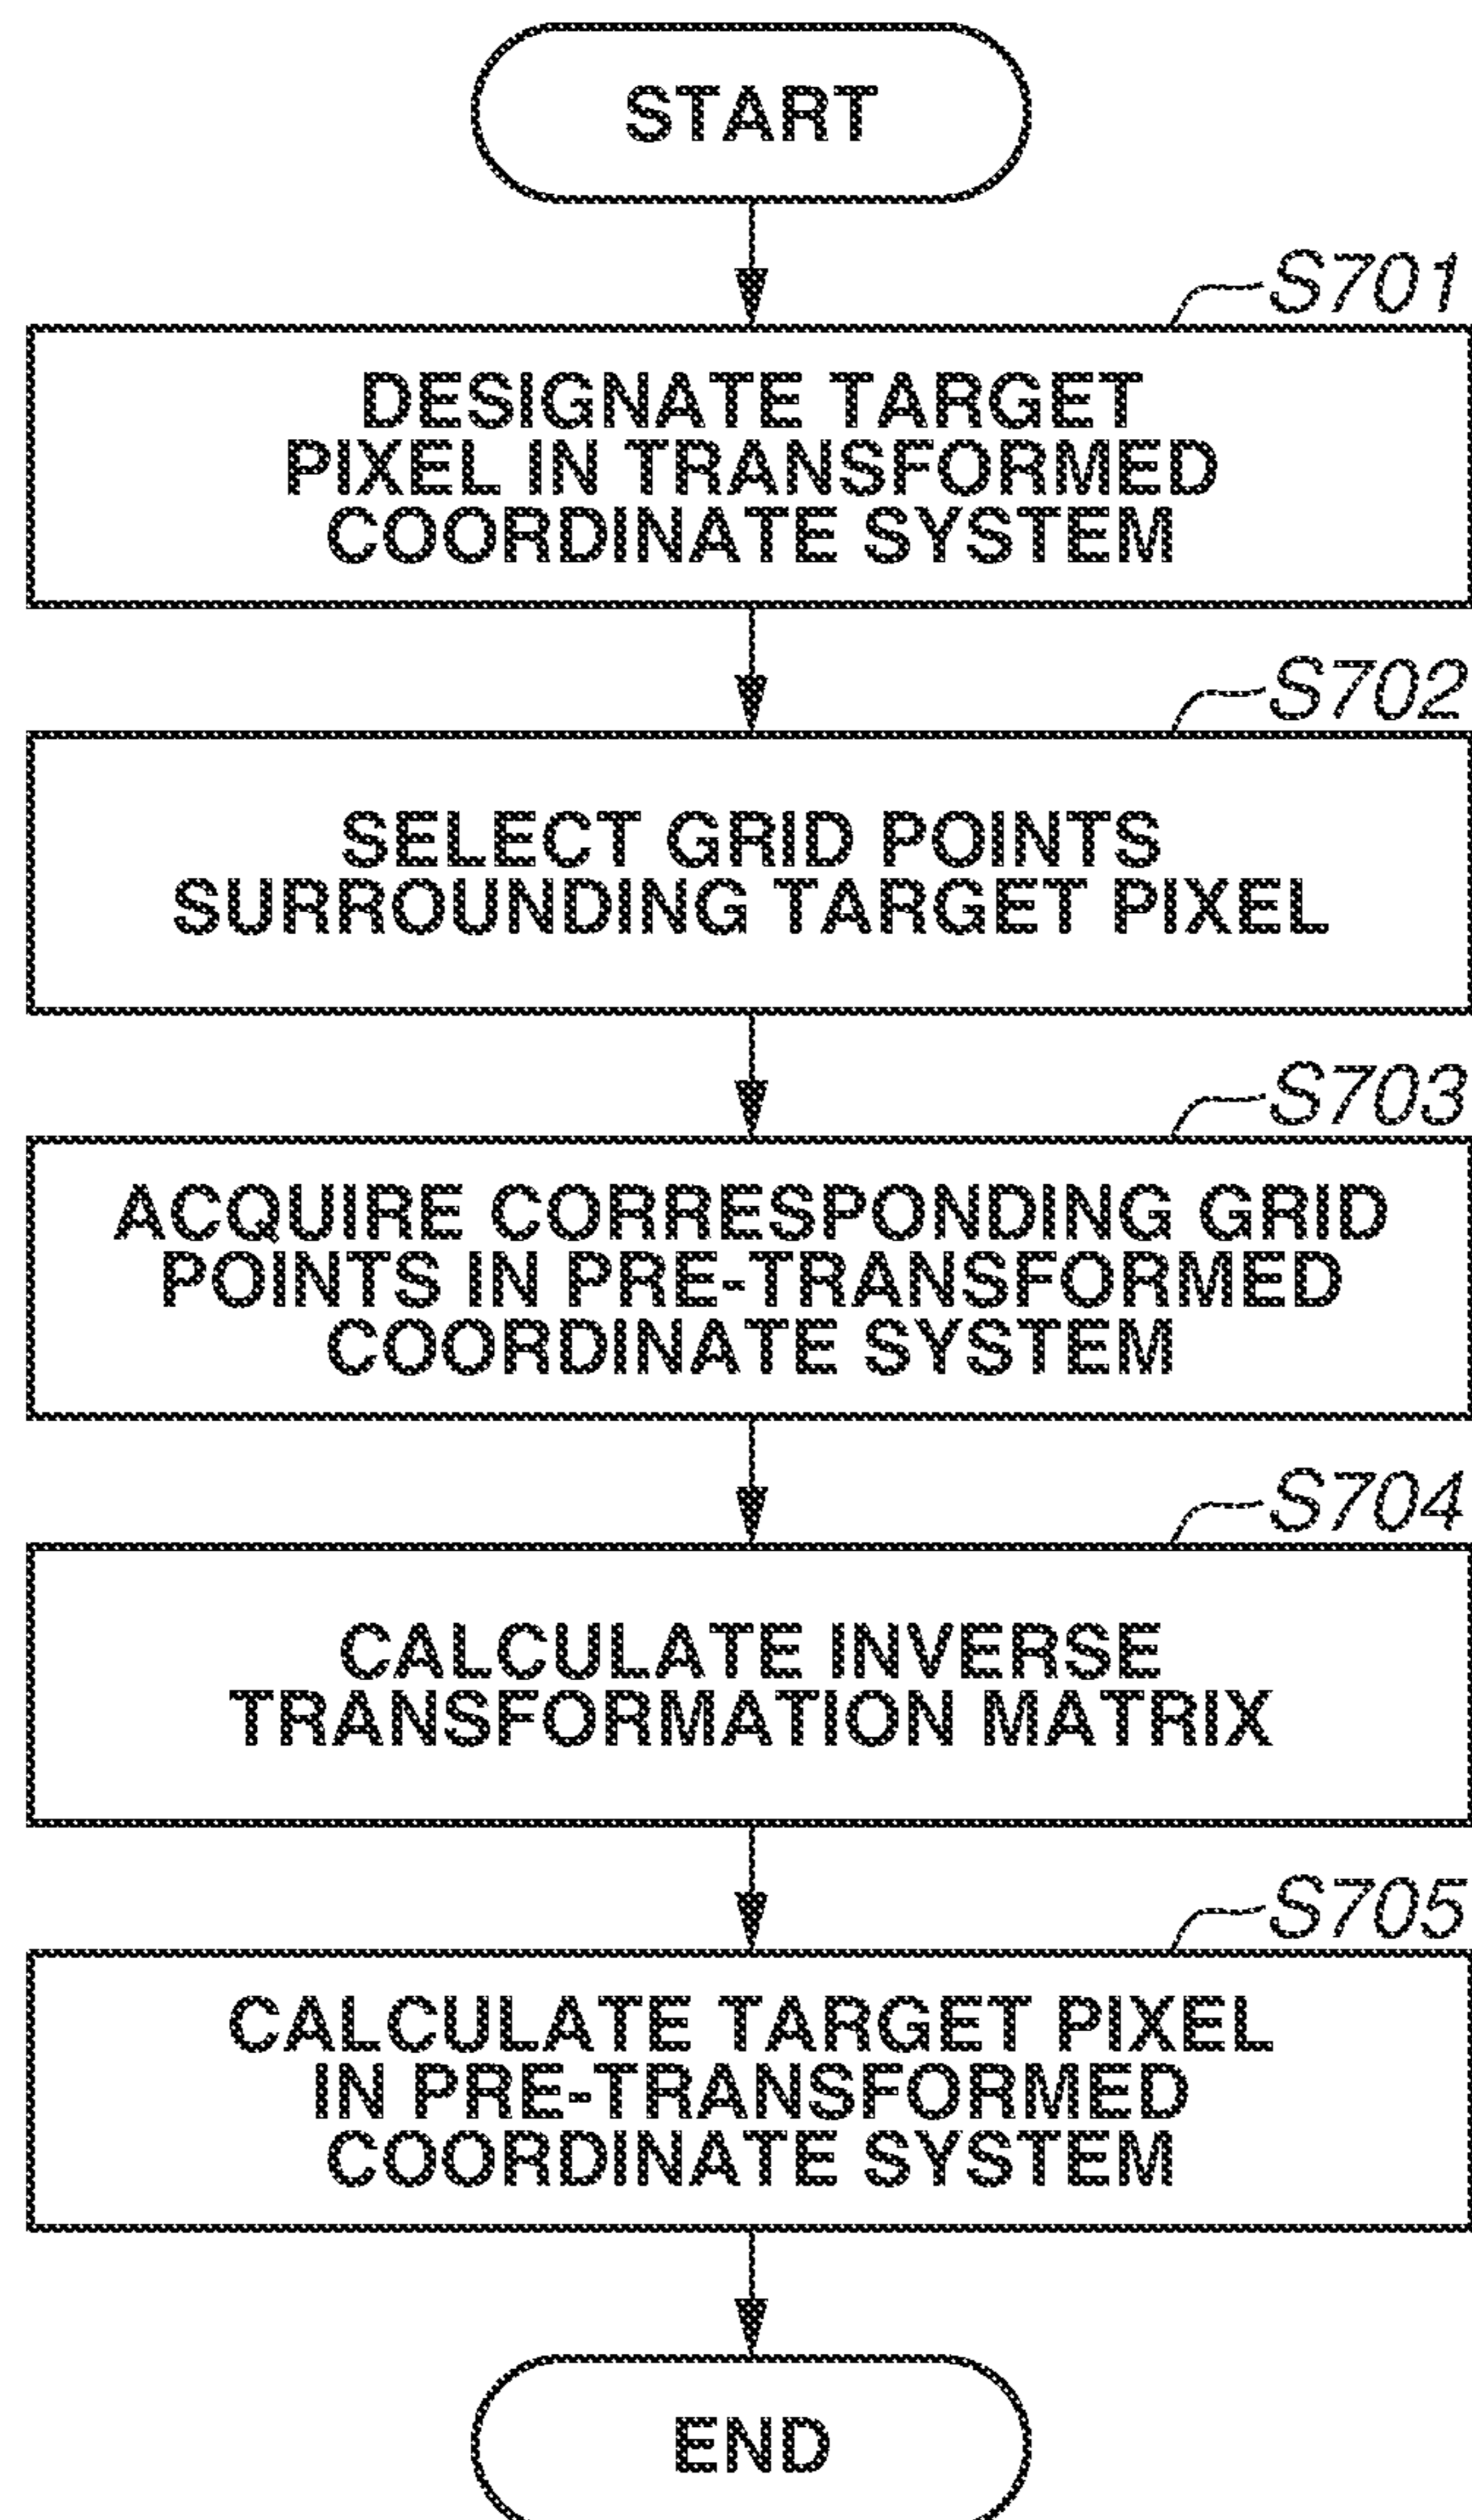 START
S701
DESIGNATE TARGET
PIXEL IN TRANSFORMED
COORDINATE SYSTEM
S702
SELECT GRID POINTS
SURROUNDING TARGET PIXEL
S703
ACQUIRE CORRESPONDING GRID
POINTS IN PRE-TRANSFORMED
COORDINATE SYSTEM
S704
CALCULATE INVERSE
TRANSFORMATION MATRIX
S705
CALCULATE TARGET PIXEL
IN PRE-TRANSFORMED
COORDINATE SYSTEM
END